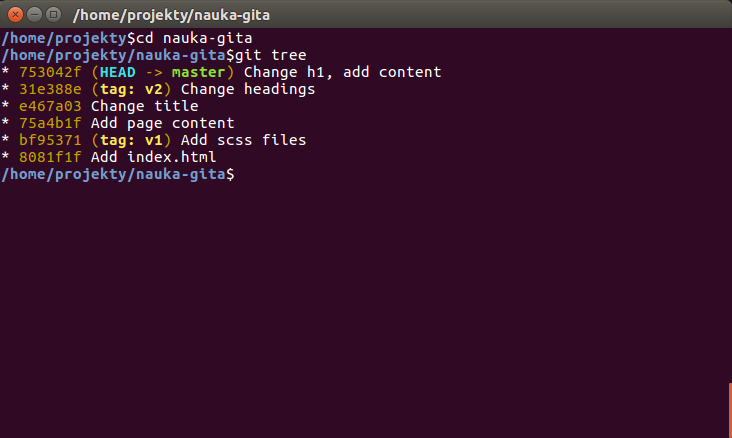 /home/projekty/nauka-gita
/home/projekty$cd nauka-gita
/home/projekty/nauka-gita$git tree
* 753042f (HEAD -> master) Change h1, add content
* 31e388e (tag: v2) Change headings
* e467a03 Change title
* 75a4b1f Add page content
* bf95371 (tag: v1) Add scss files
* 8081f1f Add index.html
/home/projekty/nauka-gita$